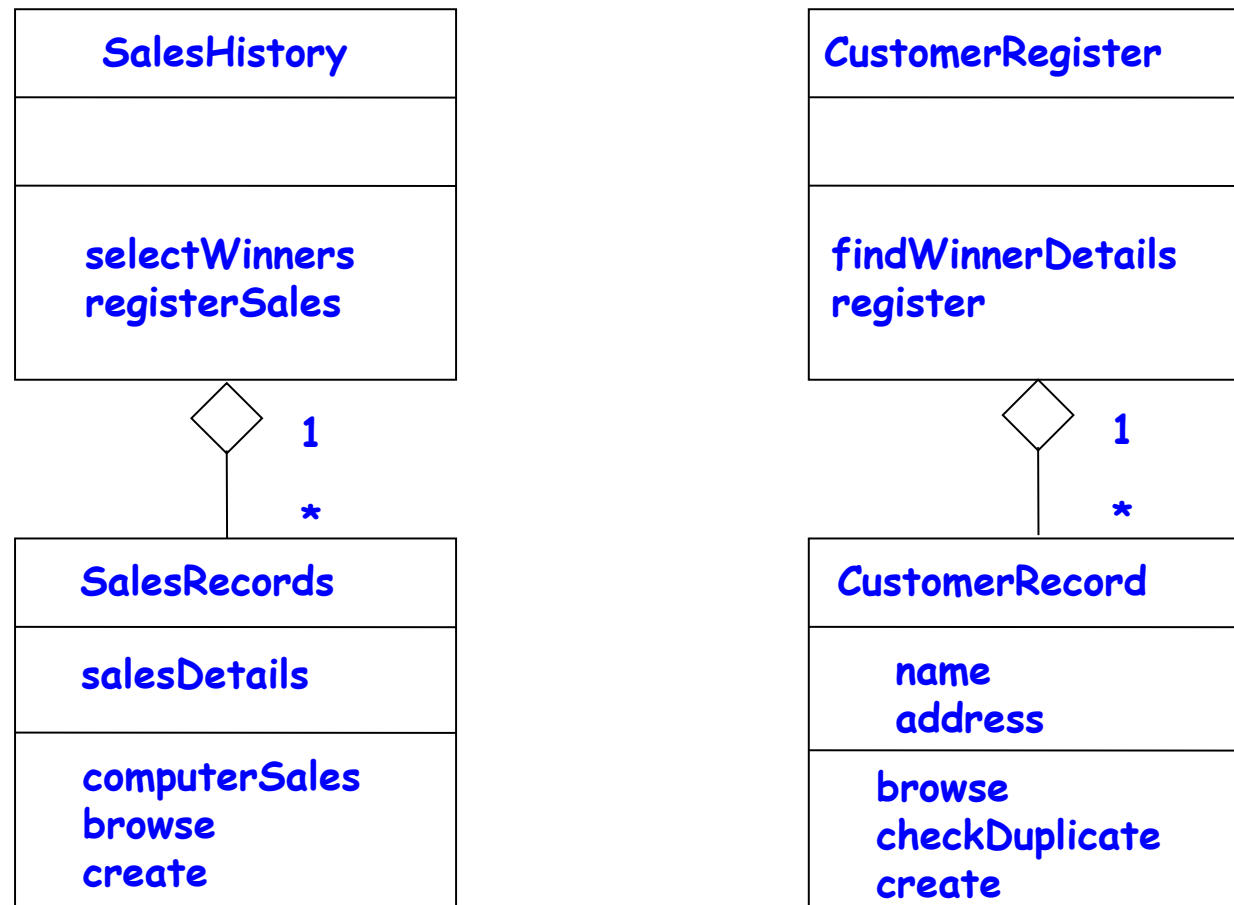 SalesHistory
selectWinners
registerSales
1
*
SalesRecords
salesDetails
computerSales
browse
create
CustomerRegister
findWinnerDetails
register
1
*
CustomerRecord
name
address
browse
checkDuplicate
create